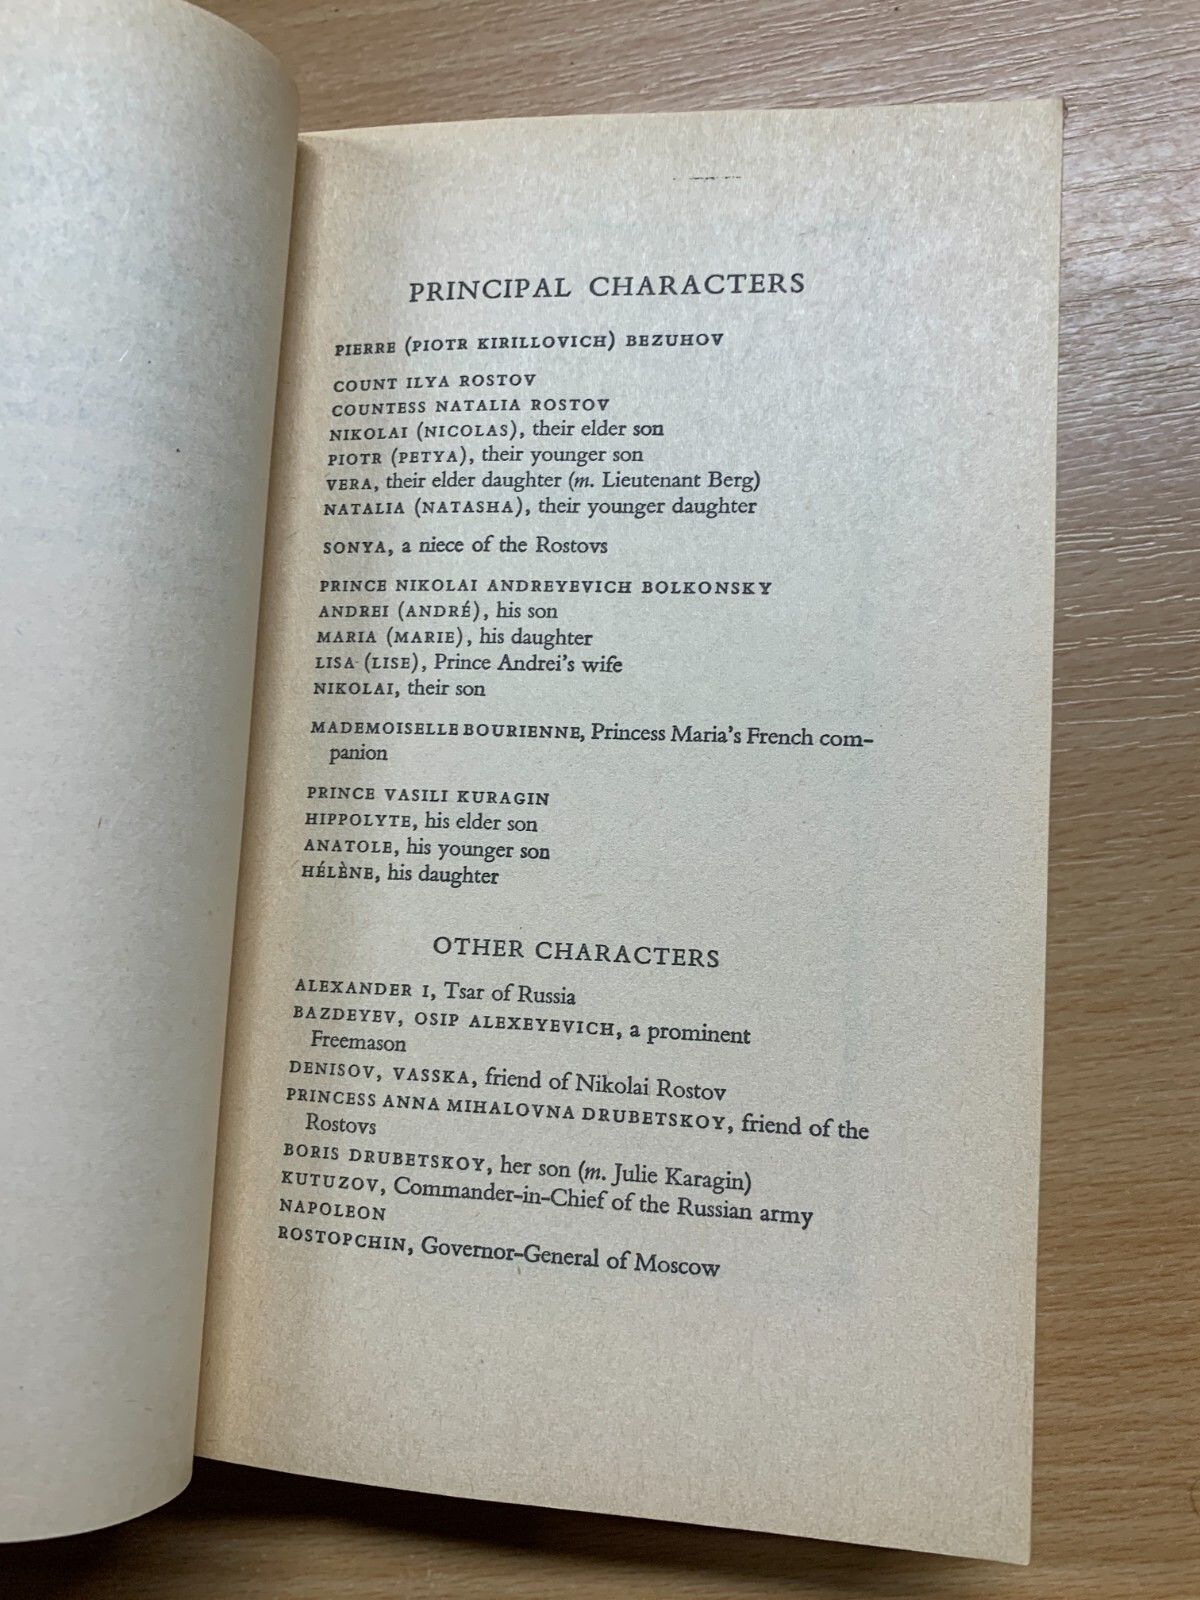 PRINCIPAL CHARACTERS
PIERRE (PIOTR KIRILLOVICH) BEZUHOV
COUNT ILYA ROSTOV
COUNTESS NATALIA ROSTOV
NIKOLAI (NICOLAS), their elder son
PIOTR (PETYA), their younger son
VERA, their elder daughter (m. Lieutenant Berg)
NATALIA (NATASHA), their younger daughter
SONYA, a niece of the Rostovs
PRINCE NIKOLAI ANDREYEVICH BOLKONSKY
ANDREI (ANDRÉ), his son
MARIA (MARIE), his daughter
LISA (LISE), Prince Andrei's wife
NIKOLAI, their son
MADEMOISELLE BOURIENNE, Princess Maria's French com-
panion
PRINCE VASILI KURAGIN
HIPPOLYTE, his elder son
ANATOLE, his younger son
HÉLÈNE, his daughter
OTHER CHARACTERS
ALEXANDER I, Tsar of Russia
BAZDEYEV, OSIP ALEXEYEVICH, a prominent
Freemason
DENISOV, VASSKA, friend of Nikolai Rostov
PRINCESS ANNA MIHALOVNA DRUBETSKOY, friend of the
Rostovs
BORIS DRUBETSKOY, her son (m. Julie Karagin)
KUTUZOV, Commander-in-Chief of the Russian army
NAPOLEON
ROSTOPCHIN, Governor-General of Moscow